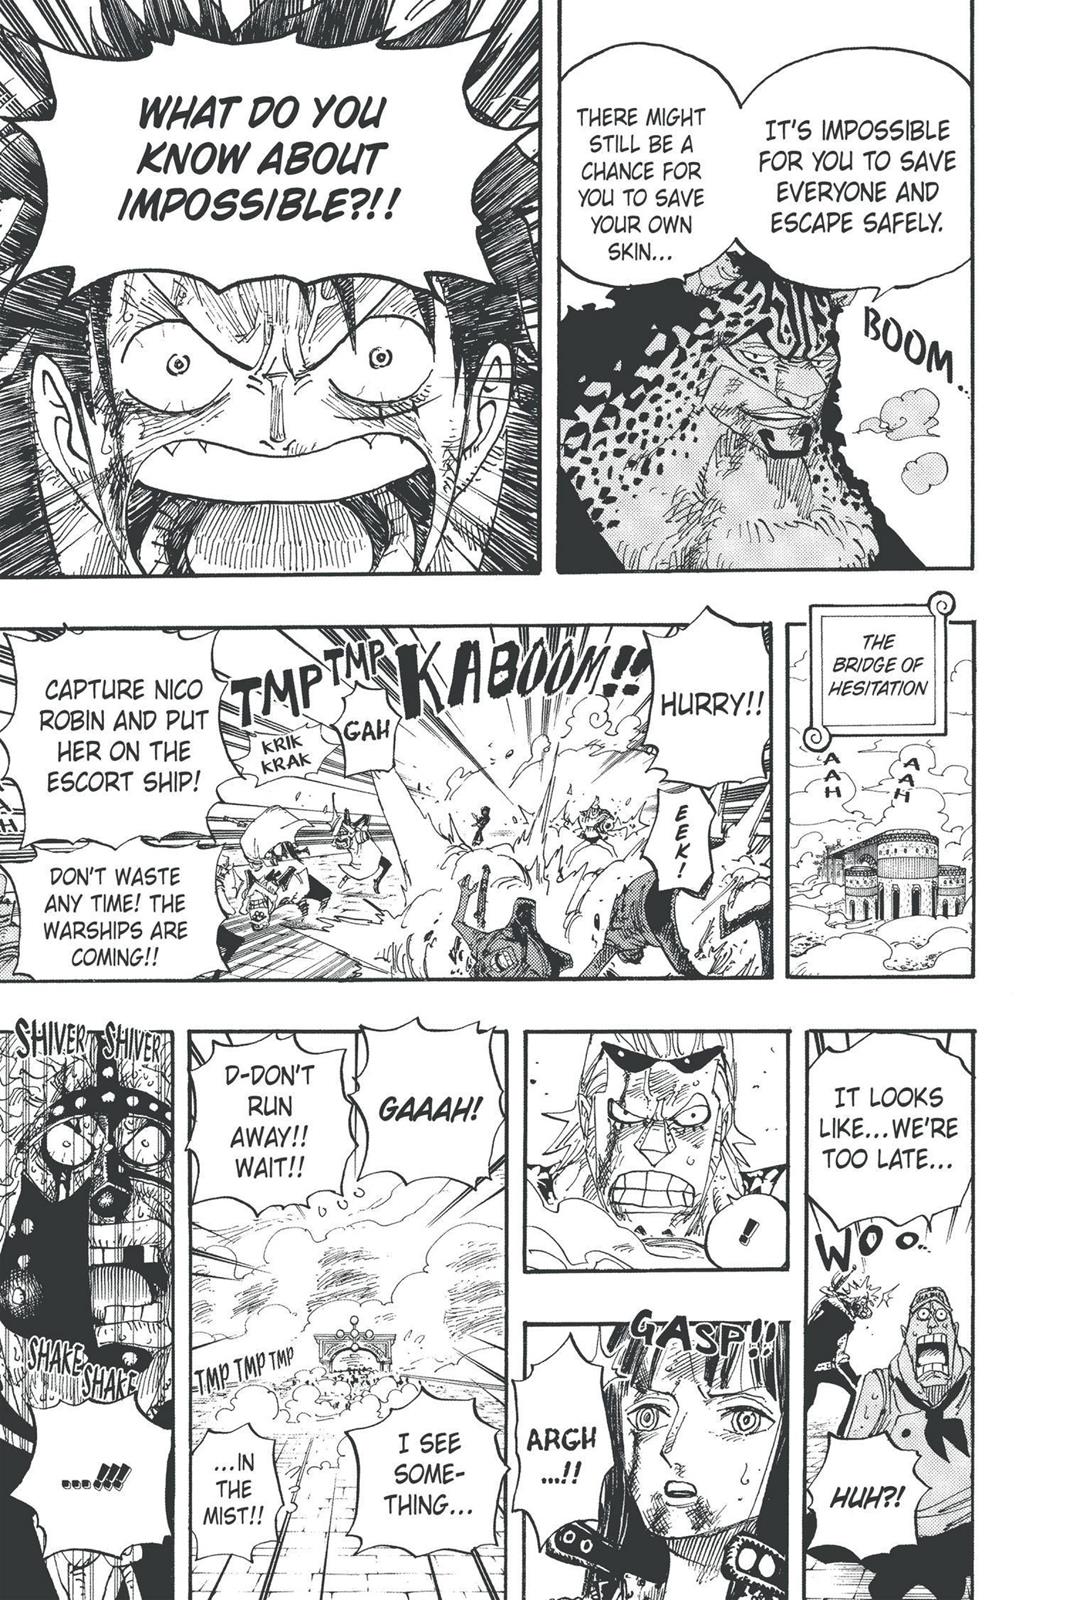 IT'S IMPOSSIBLE
FOR YOU TO SAVE
EVERYONE AND
ESCAPE SAFELY.
THERE MIGHT
STILL BE A
CHANCE FOR
YOU TO SAVE
YOUR OWN
SKIN...
BOOM..
WHAT DO YOU
KNOW ABOUT
IMPOSSIBLE?!!
THE
BRIDGE OF
HESITATION
AAH
AAH
HURRY!!
EEK!
KABOOM!!
TMP TMP
GAH
KRIK
KRAK
CAPTURE NICO
ROBIN AND PUT
HER ON THE
ESCORT SHIP!
DON'T WASTE
ANY TIME! THE
WARSHIPS ARE
COMING!!
IT LOOKS
LIKE...WE'RE
TOO LATE...
WOO..
HUH?!
!
GASP!!
ARGH
...!!
GAAAH!
D-DON'T
RUN
AWAY!!
WAIT!!
TMP TMP TMP
I SEE
SOME-
THING...
...IN
THE
MIST!!
SHIVER SHIVER
SHAKE
SHAKE
...!!!